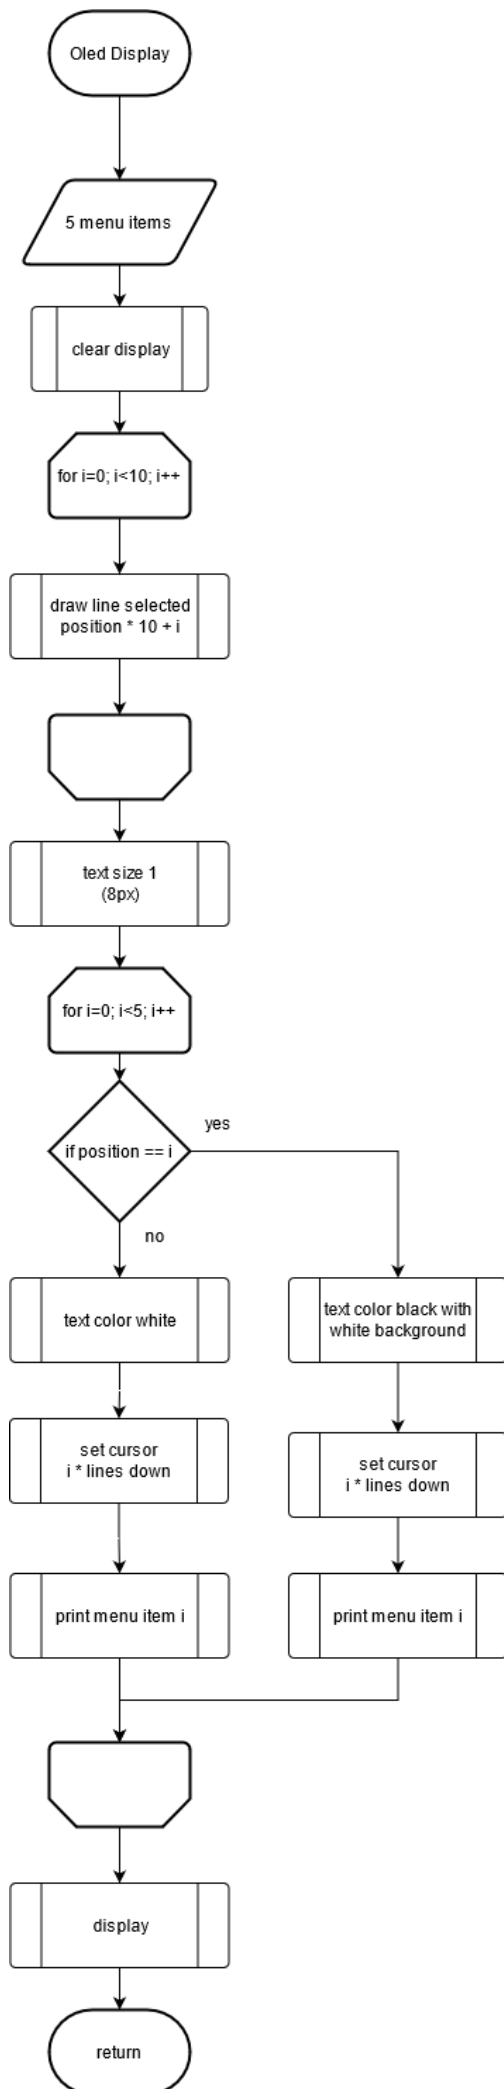 Oled Display
5 menu items
clear display
for i=0; i<10; i++
draw line selected
position * 10 + i
text size 1
(8px)
for i=0; i<5; i++
if position == i
yes
no
text color white
text color black with
white background
set cursor
i * lines down
set cursor
i * lines down
print menu item i
print menu item i
display
return